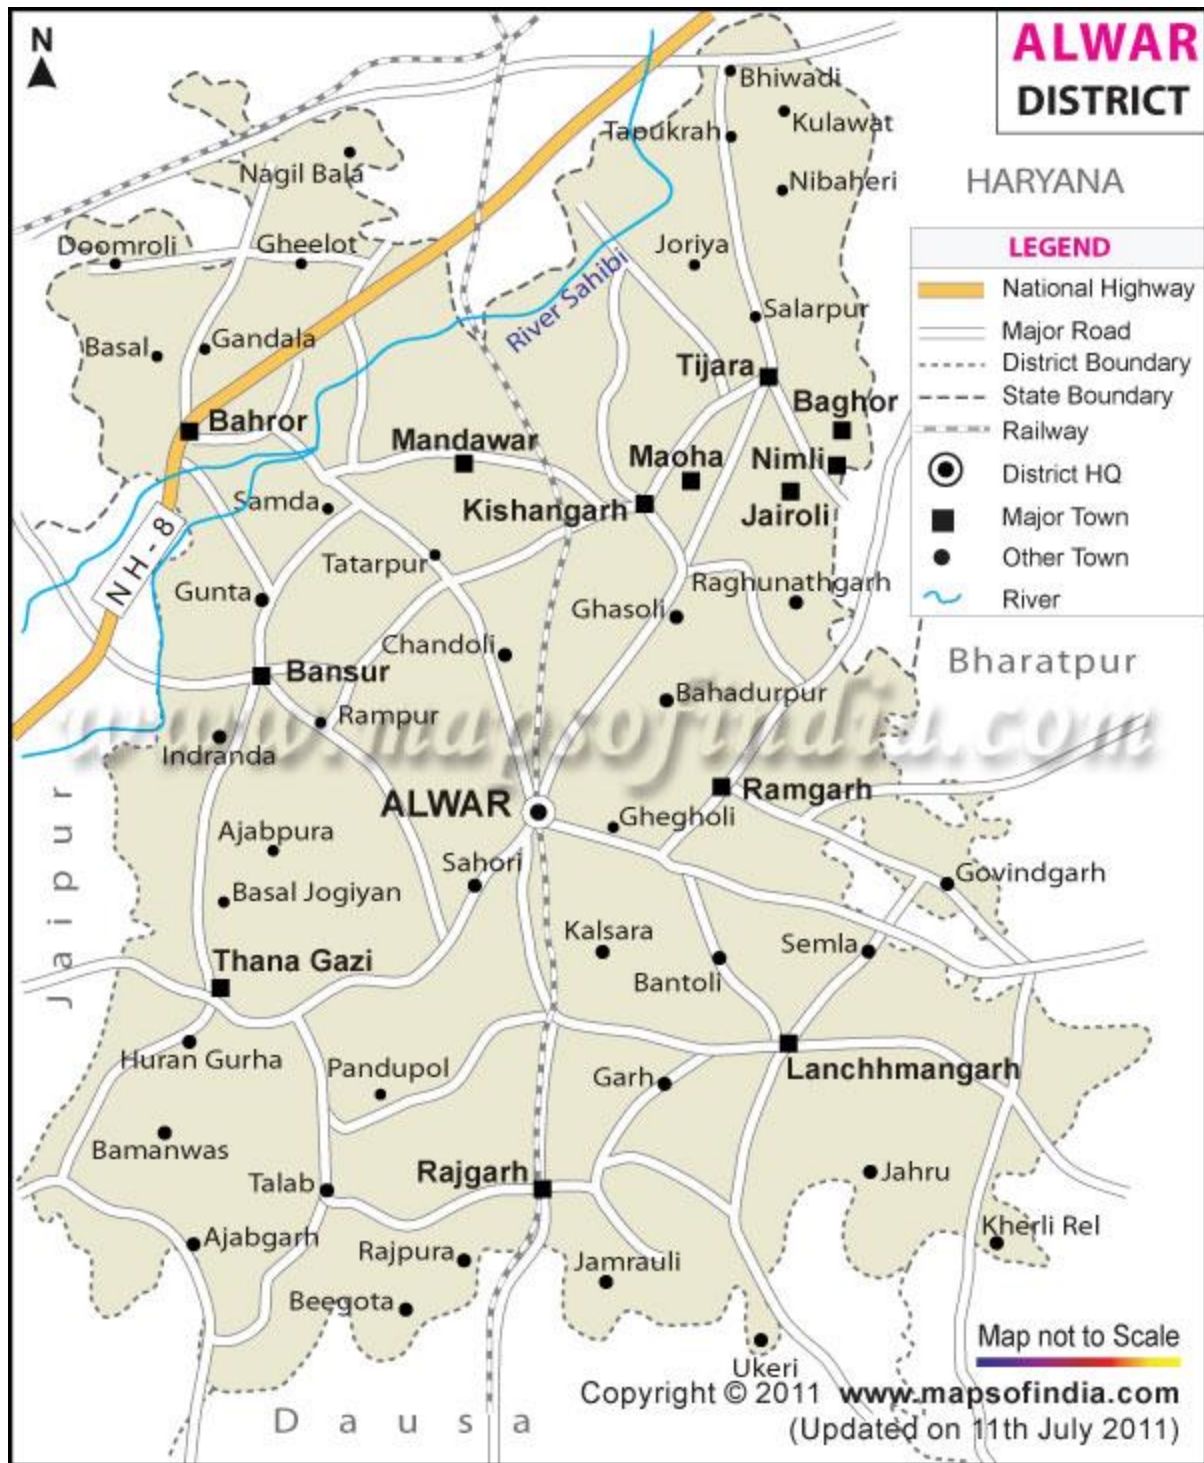 N
ALWAR
DISTRICT
Bhiwadi
Kulawat
Tapukrah
Nagil Bala
Nibaheri
HARYANA
Doomroli
Gheelot
Joriya
LEGEND
National Highway
River Sahibi
Salarpur
Major Road
Basal
Gandala
Tijara
District Boundary
Baghor
State Boundary
Bahror
Mandawar
Railway
Maoha
Nimli
District HQ
Samda
Kishangarh
Jairoli
Major Town
NH-8
Tatarpur
Other Town
Gunta
Raghunathgarh
Ghasoli
River
Chandoli
Bansur
Bharatpur
Rampur
Bahadurpur
www.mapsofindia.com
Indranda
Jaipur
ALWAR
Ramgarh
Ghegholi
Ajabpura
Sahori
Govindgarh
Basal Jogiyan
Kalsara
Semla
Thana Gazi
Bantoli
Huran Gurha
Pandupol
Garh
Lanchhmangarh
Bamanwas
Talab
Rajgarh
Jahru
Ajabgarh
Rajpura
Jamrauli
Kherli Rel
Beegota
Ukeri
Map not to Scale
Dausa
Copyright © 2011 www.mapsofindia.com
(Updated on 11th July 2011)